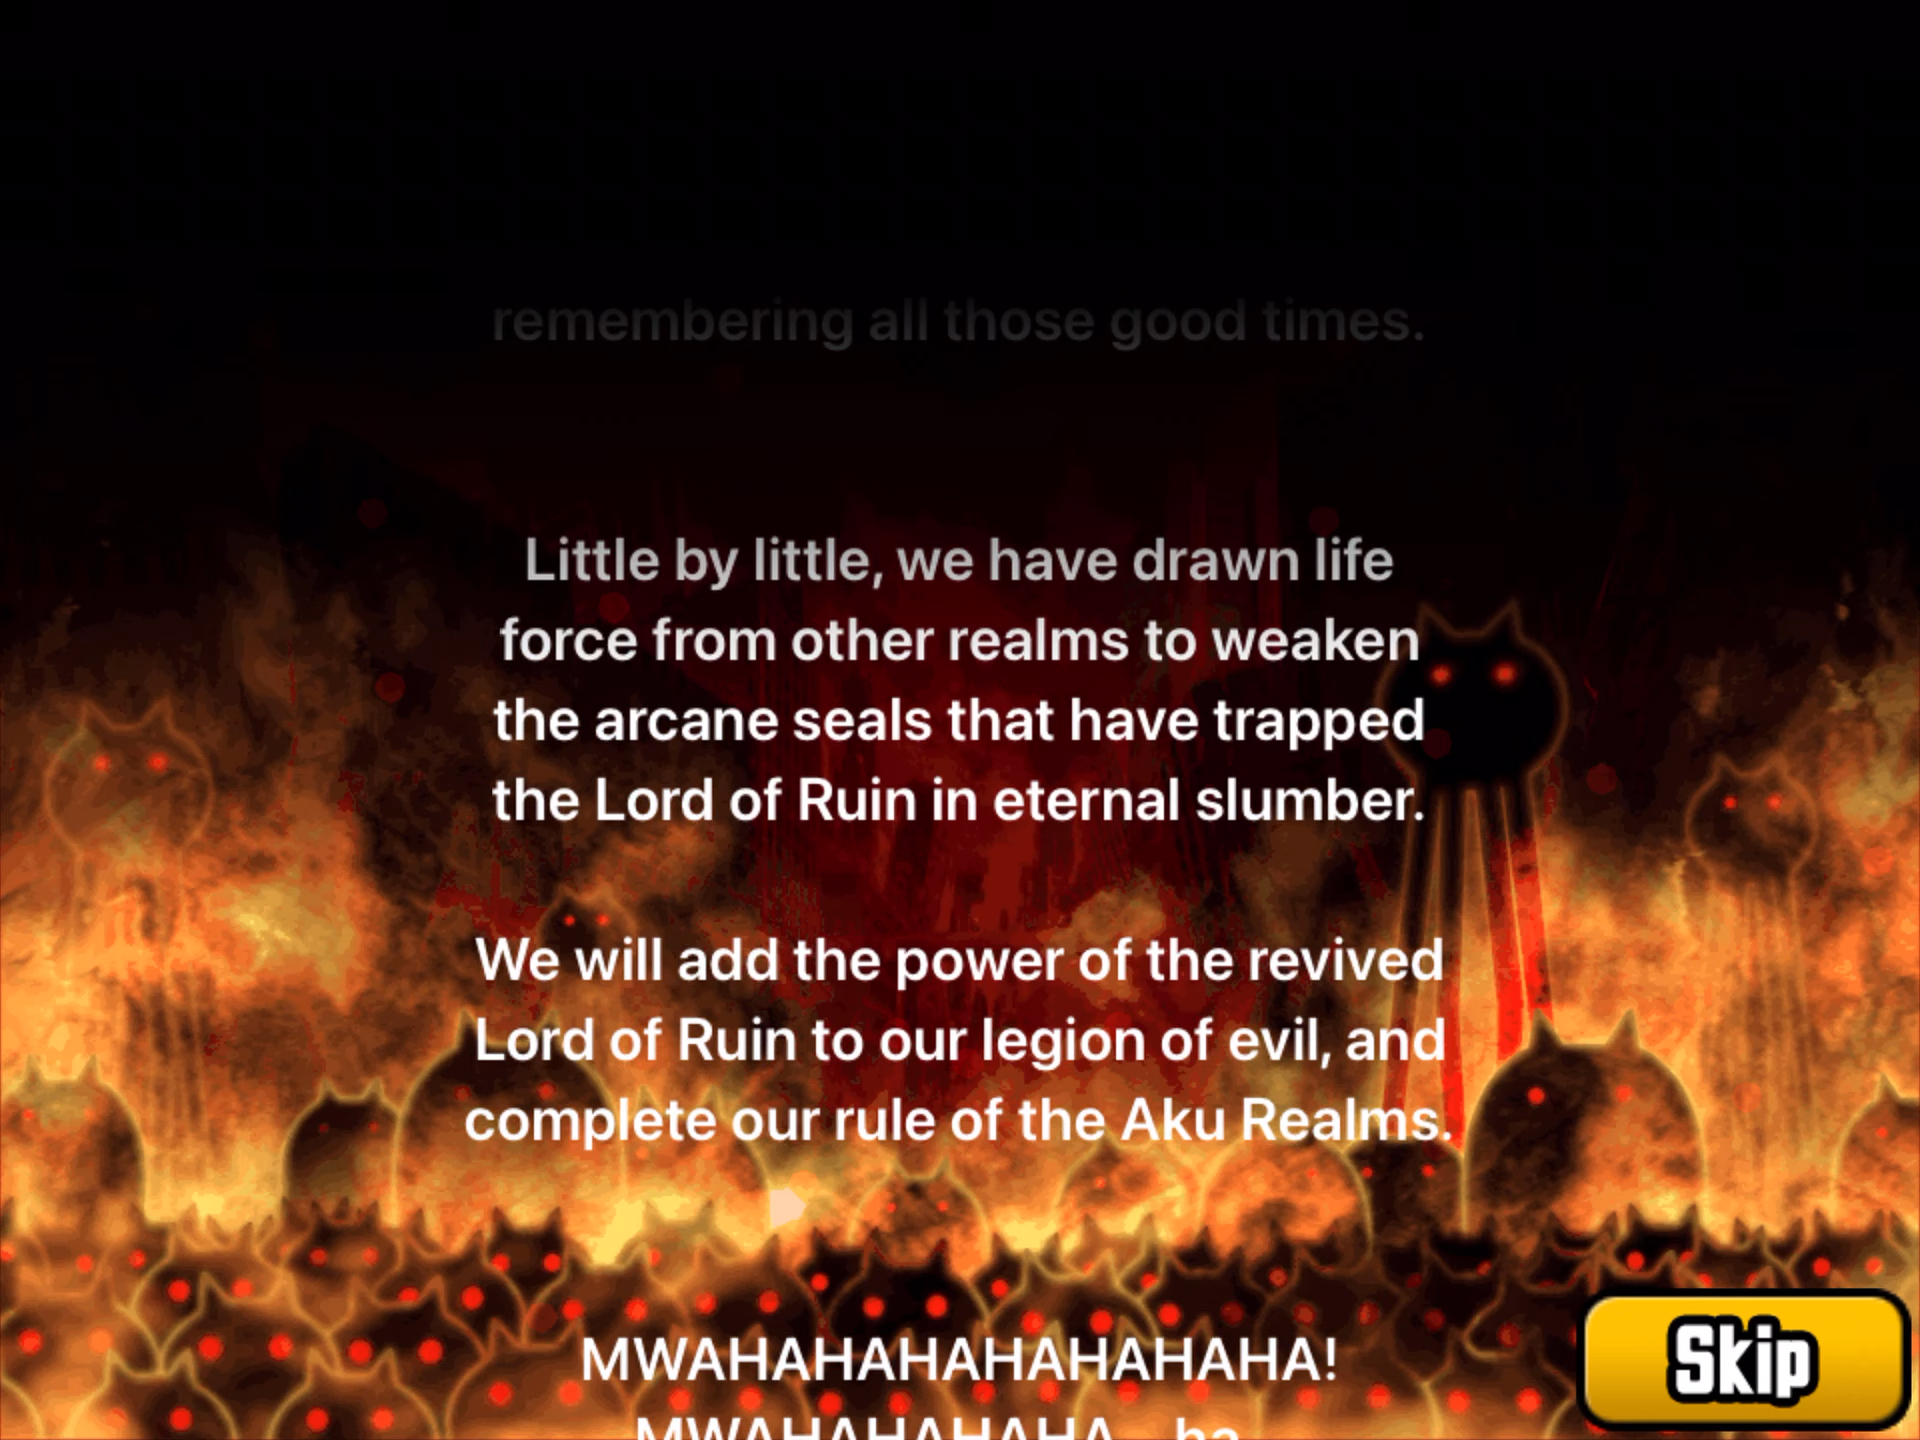 remembering all those good times.
Little by little, we have drawn life
force from other realms to weaken
the arcane seals that have trapped
the Lord of Ruin in eternal slumber.
We will add the power of the revived
Lord of Ruin to our legion of evil, and
complete our rule of the Aku Realms.
MWAHAHAHAHAHAHAHA!
MWAHAHAHAHA...ha
Skip